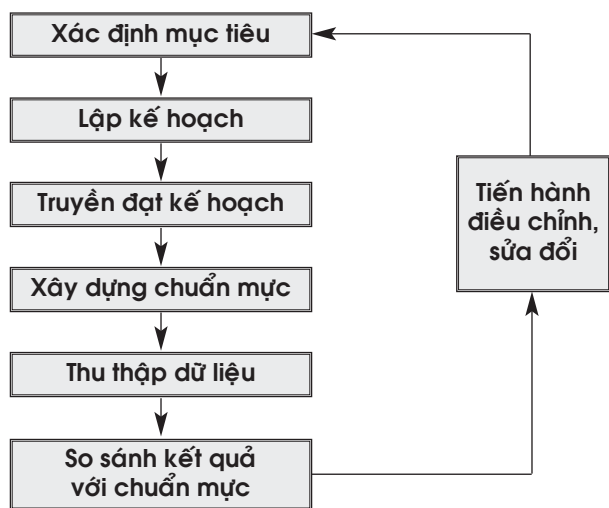 Xác định mục tiêu
Lập kế hoạch
Truyền đạt kế hoạch
Xây dựng chuẩn mực
Thu thập dữ liệu
So sánh kết quả
với chuẩn mực
Tiến hành
điều chỉnh,
sửa đổi